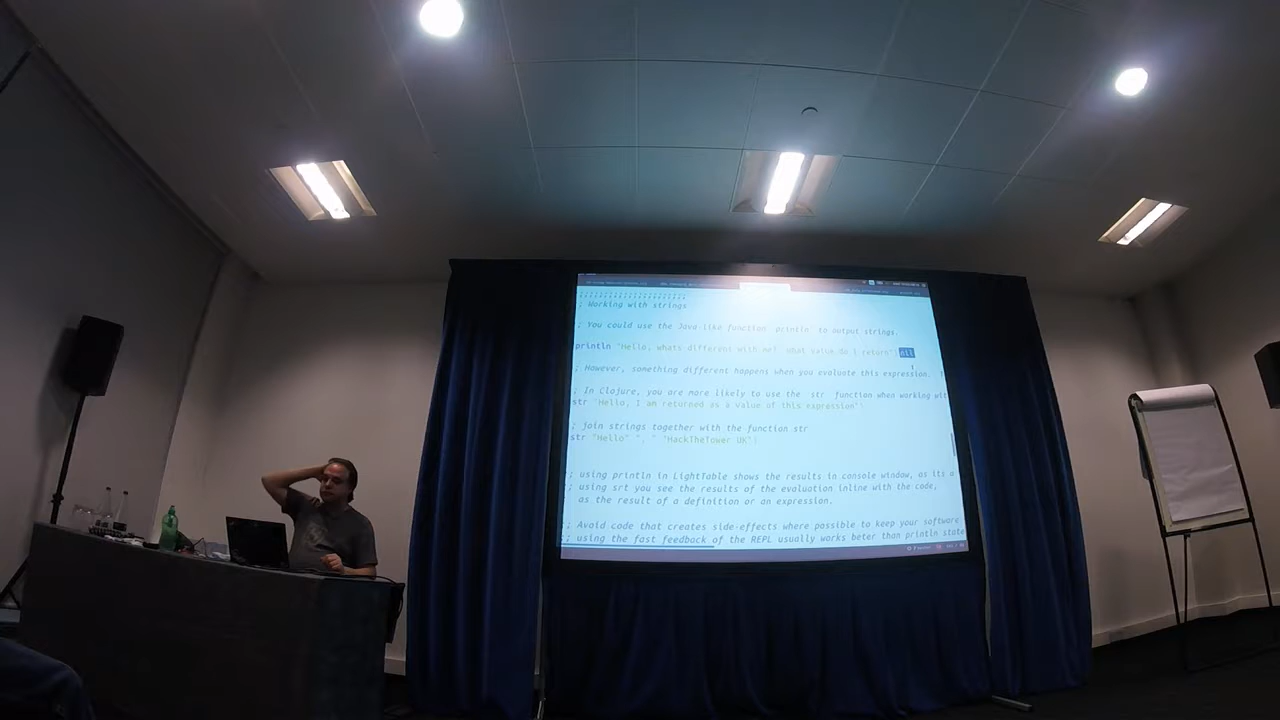 ;;;;;;;;;;;;;;;;;;;;;;
; Working with strings
; You could use the Java-like function `println` to output strings.
println "Hello, whats different with me? What value do I return") nil
; However, something different happens when you evaluate this expression.
; In Clojure, you are more likely to use the `str` function when working wit
str "Hello, I am returned as a value of this expression")
; join strings together with the function str
str "Hello" ", " "HackTheTower UK")
; using println in LightTable shows the results in console window, as its a
; using srt you see the results of the evaluation inline with the code,
as the result of a definition or an expression.
; Avoid code that creates side-effects where possible to keep your software
; using the fast feedback of the REPL usually works beter than println state